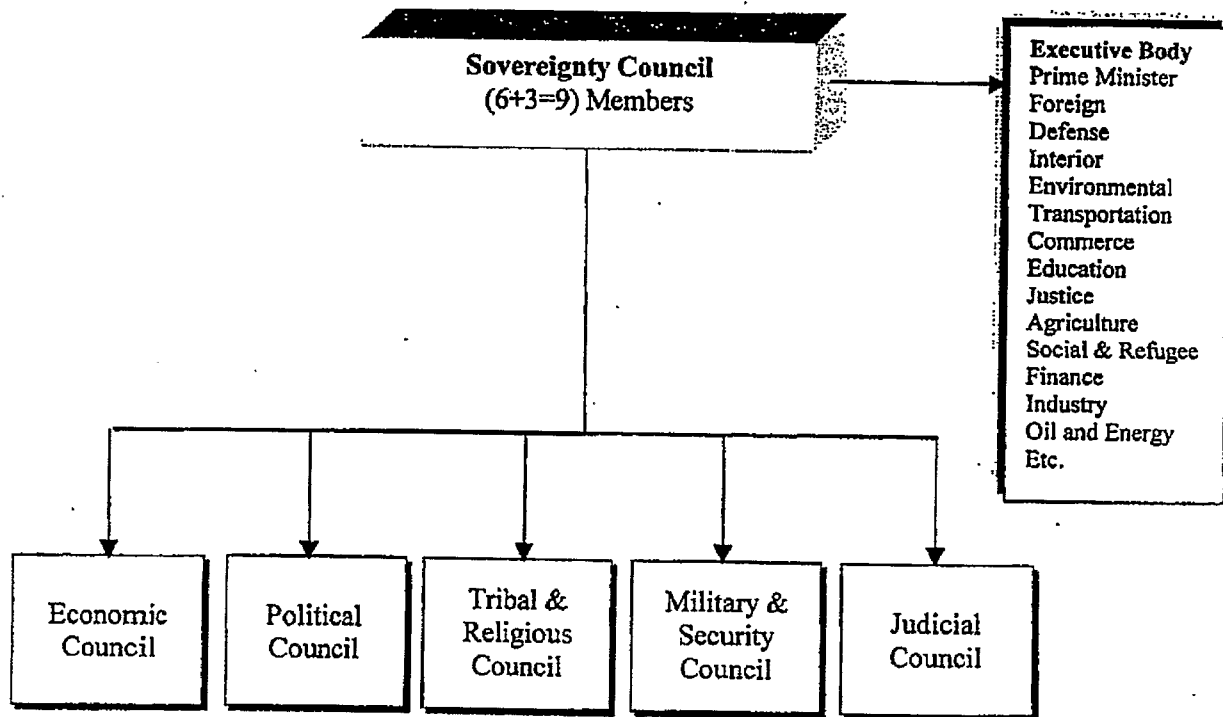 Sovereignty Council
(6+3=9) Members
Executive Body
Prime Minister
Foreign
Defense
Interior
Environmental
Transportation
Commerce
Education
Justice
Agriculture
Social & Refugee
Finance
Industry
Oil and Energy
Etc.
Economic
Council
Political
Council
Tribal &
Religious
Council
Military &
Security
Council
Judicial
Council